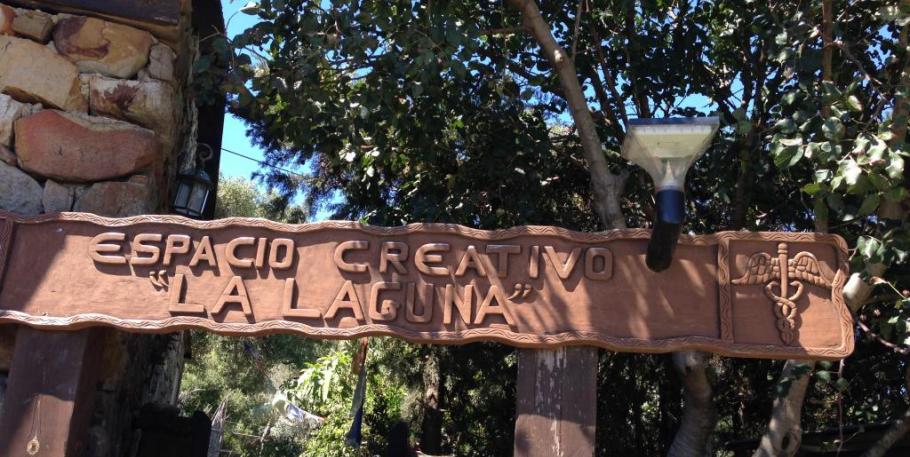 ESPACIO CREATIVO
"LA LAGUNA"